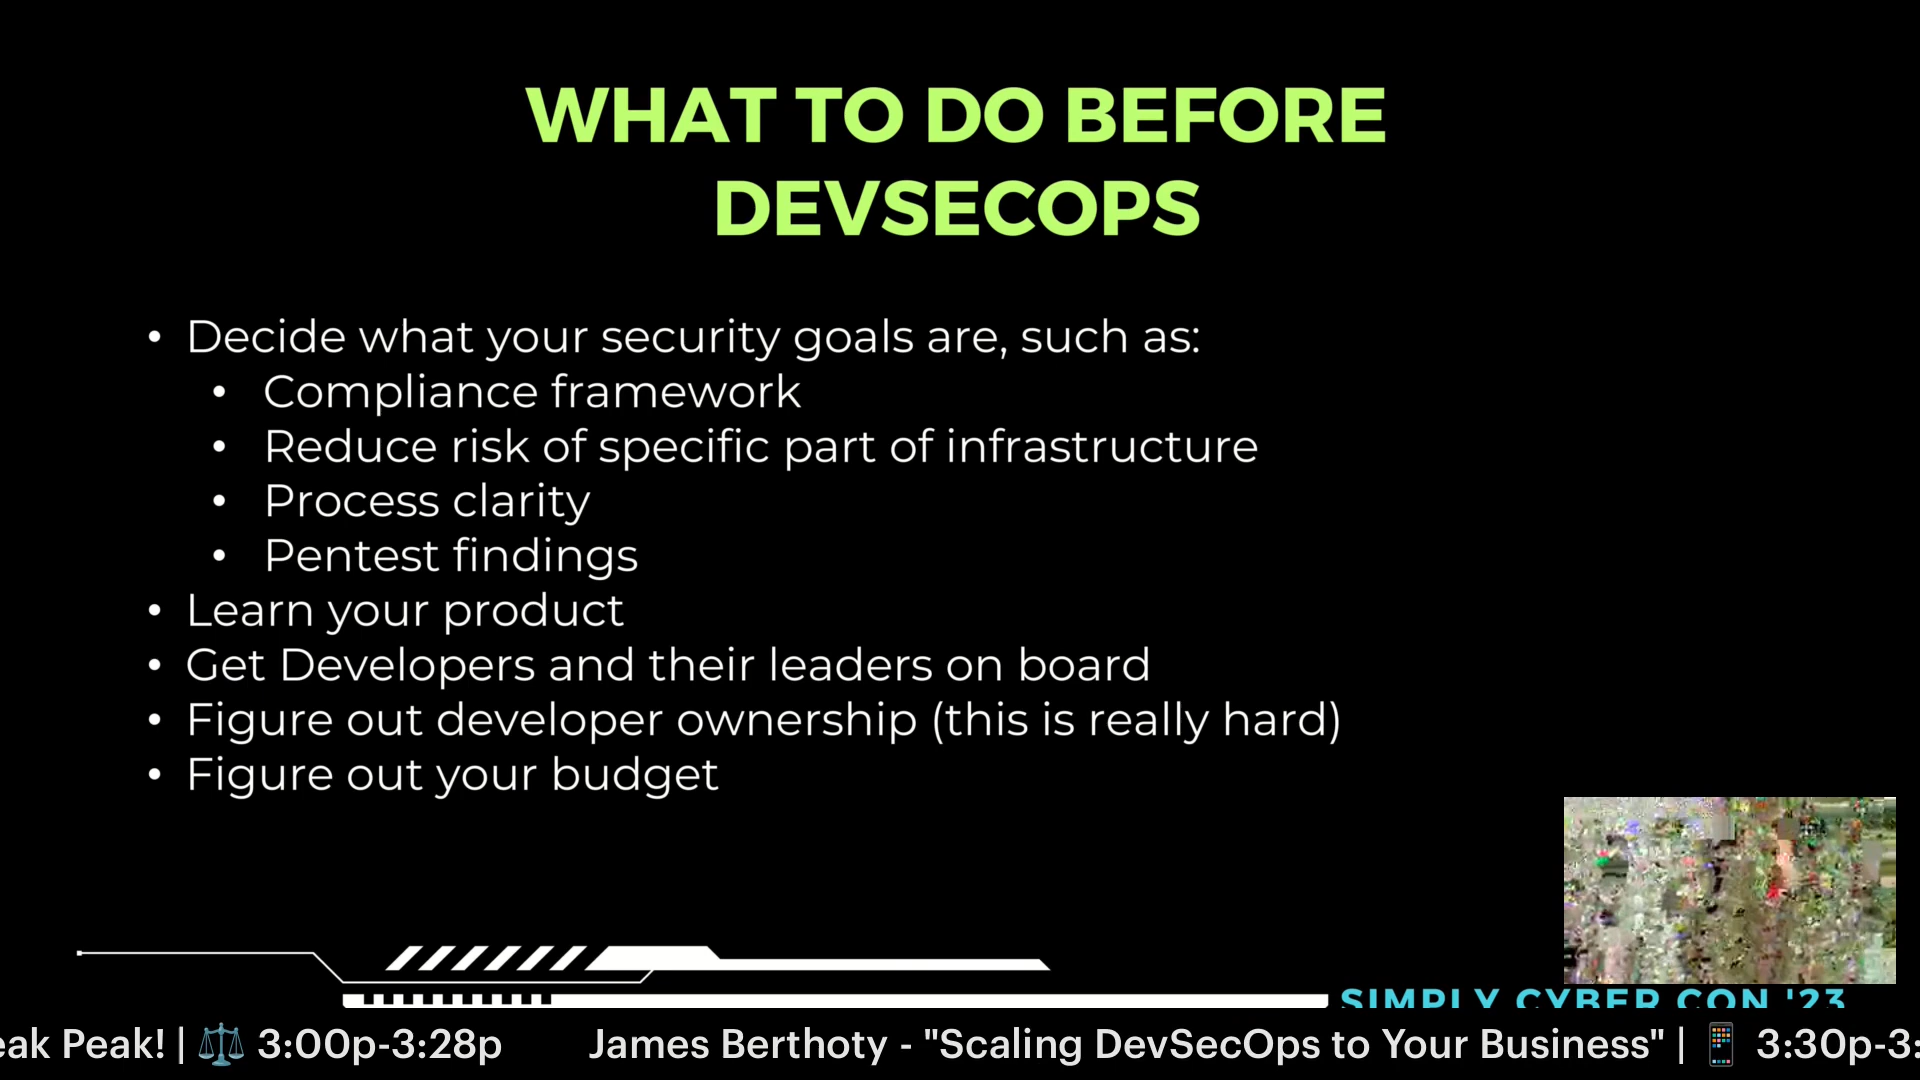 WHAT TO DO BEFORE
DEVSECOPS
• Decide what your security goals are, such as:
• Compliance framework
• Reduce risk of specific part of infrastructure
• Process clarity
• Pentest findings
• Learn your product
• Get Developers and their leaders on board
• Figure out developer ownership (this is really hard)
• Figure out your budget
SIMPLY CYBER CON '23
eak Peak! | ⚖️ 3:00p-3:28p James Berthoty - "Scaling DevSecOps to Your Business" | 📱 3:30p-3: